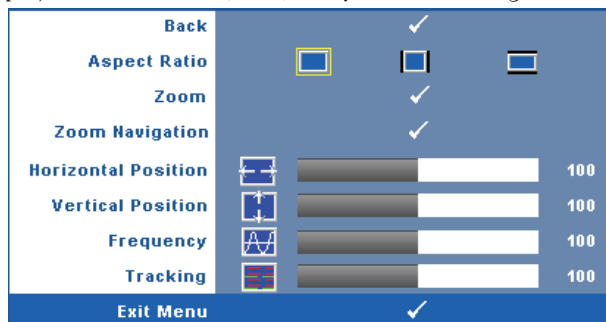 Back
Aspect Ratio
Zoom
Zoom Navigation
Horizontal Position 100
Vertical Position 100
Frequency 100
Tracking 100
Exit Menu